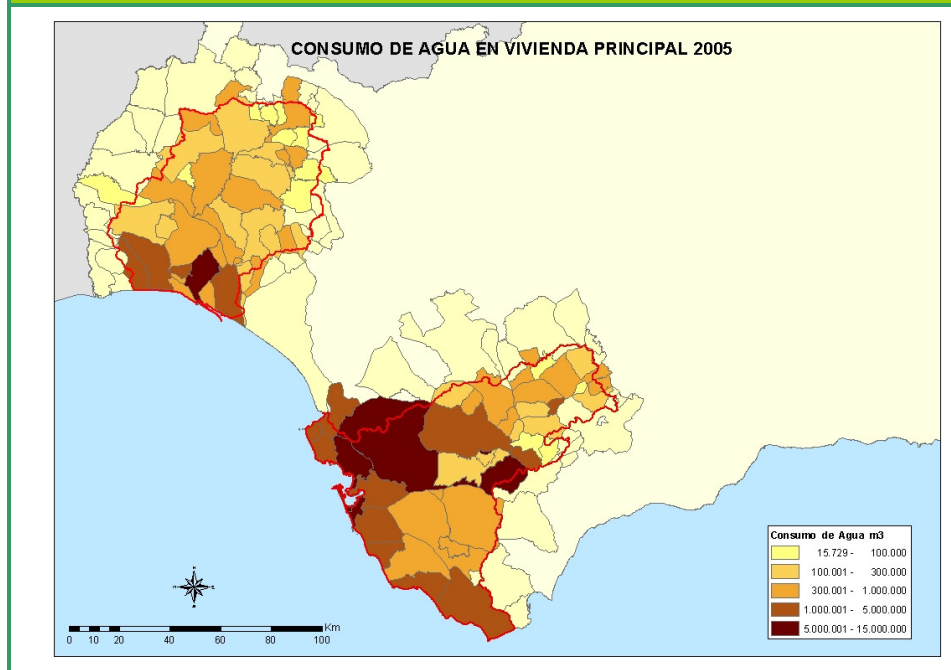 CONSUMO DE AGUA EN VIVIENDA PRINCIPAL 2005
Consumo de Agua m3
15.729 - 100.000
100.001 - 300.000
300.001 - 1.000.000
1.000.001 - 5.000.000
5.000.001 - 15.000.000
Km
0 10 20 40 60 80 100